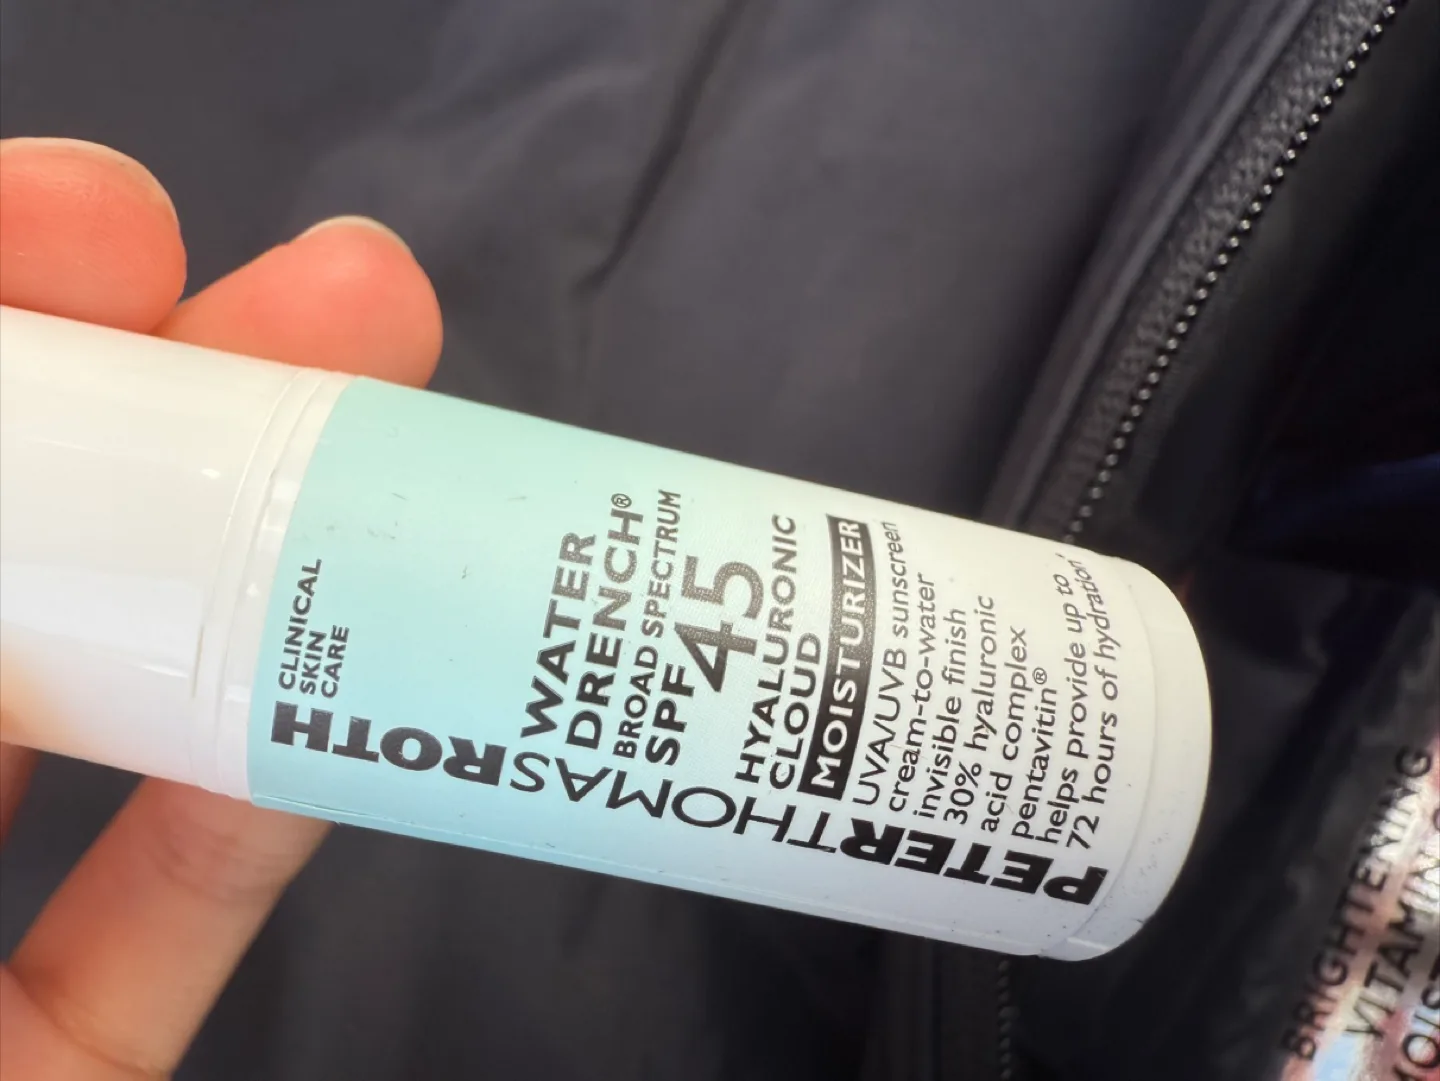 PETERTHOMASROTH
CLINICAL
SKIN
CARE
WATER
DRENCH®
BROAD SPECTRUM
SPF 45
HYALURONIC
CLOUD
MOISTURIZER
UVA/UVB sunscreen
cream-to-water
invisible finish
30% hyaluronic
acid complex
pentavitin®
helps provide up to
72 hours of hydration
BRIGHTENING